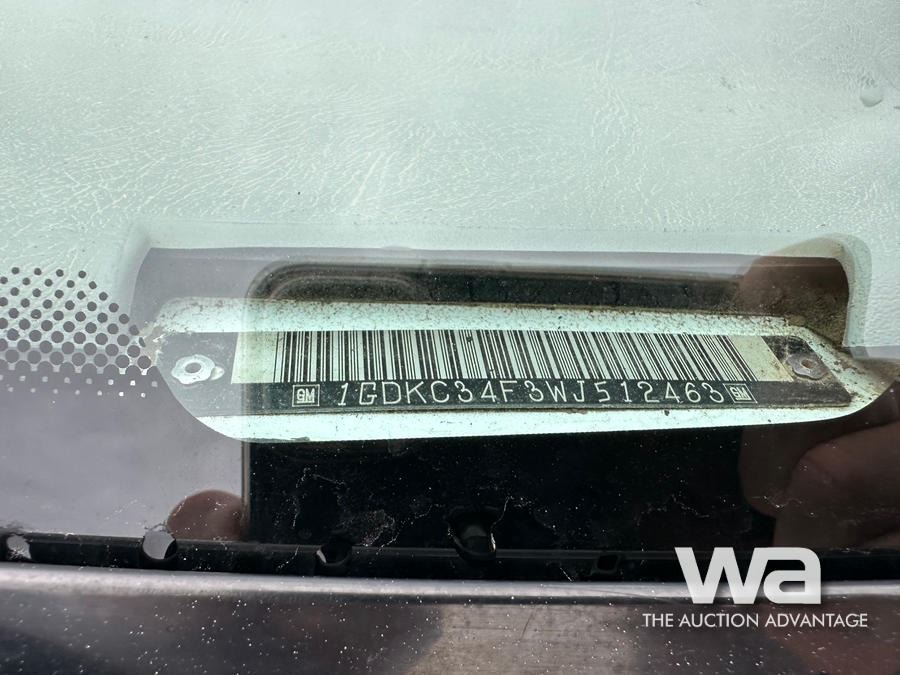 GM 1GDKC34F3WJ512463 GM
wa
THE AUCTION ADVANTAGE